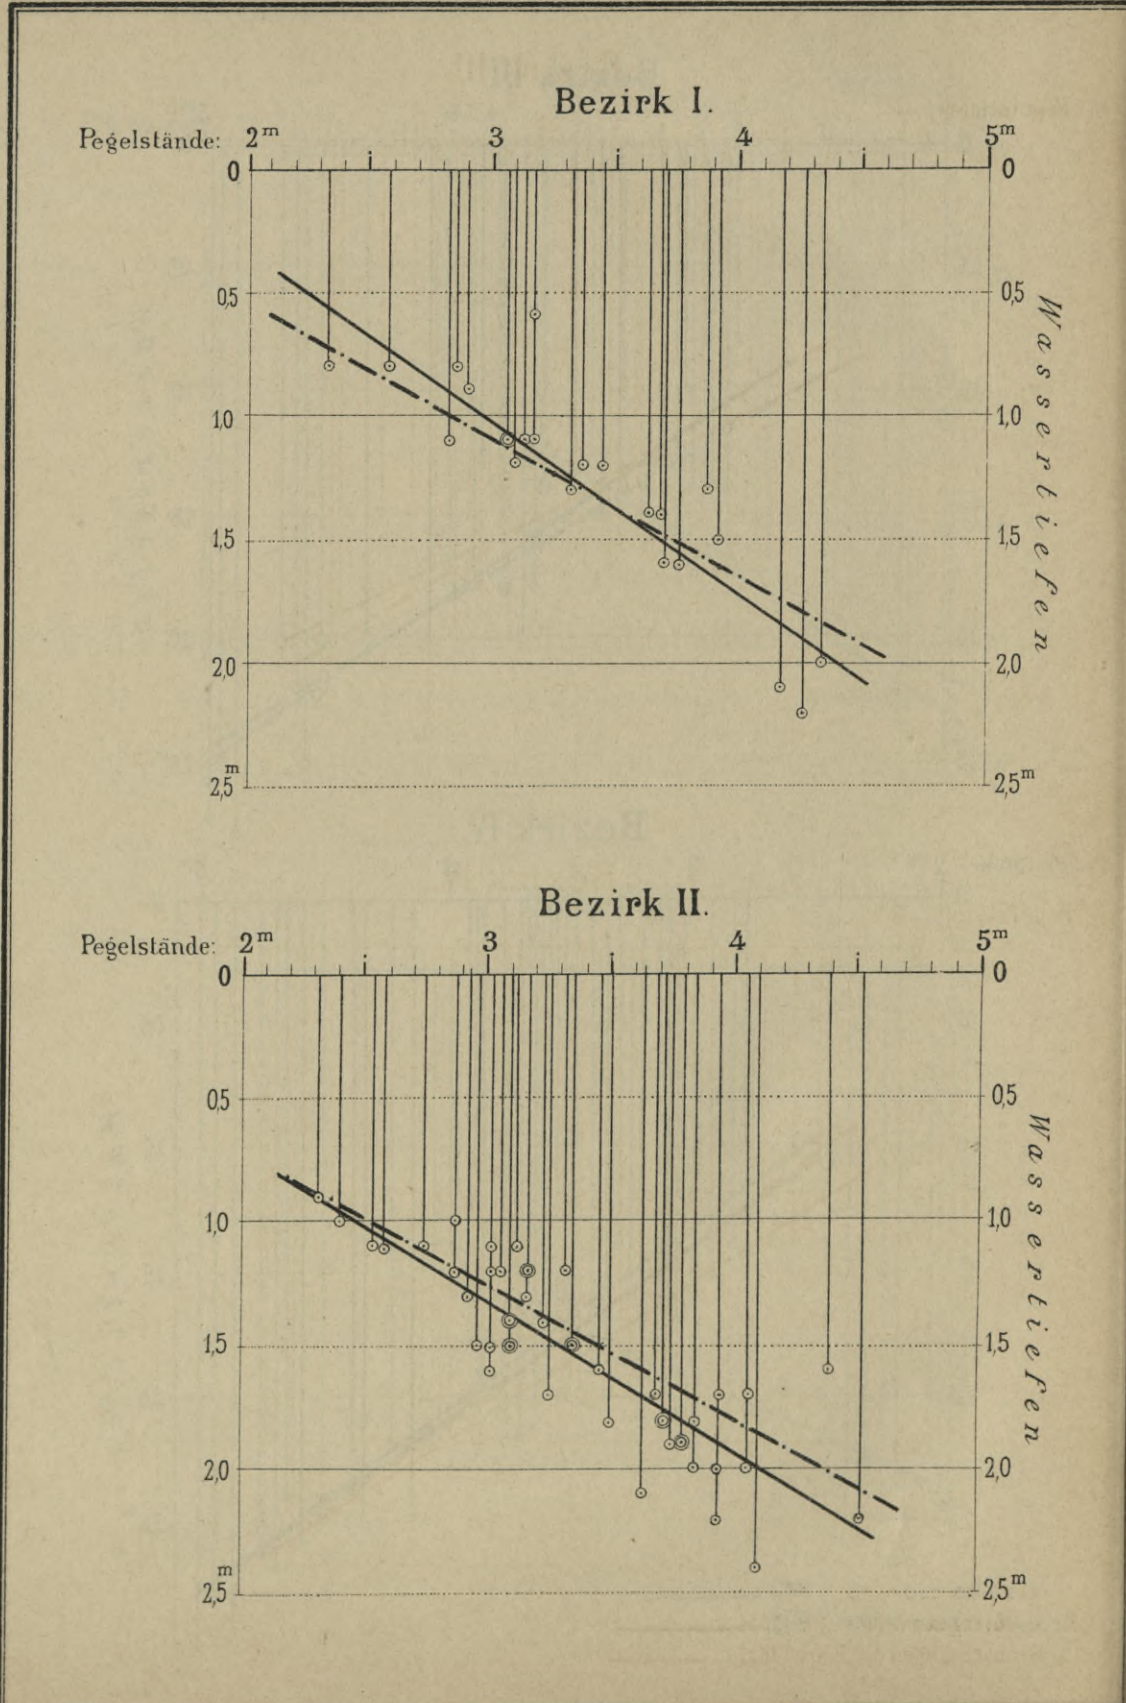 Bezirk I.
Pegelstände: 2m 3 4 5m
0 0
0,5 0,5
1,0 1,0
1,5 1,5
2,0 2,0
m
2,5 2,5m
Wassertiefen
Bezirk II.
Pegelstände: 2m 3 4 5m
0 0
0,5 0,5
1,0 1,0
1,5 1,5
2,0 2,0
m
2,5 2,5m
Wassertiefen